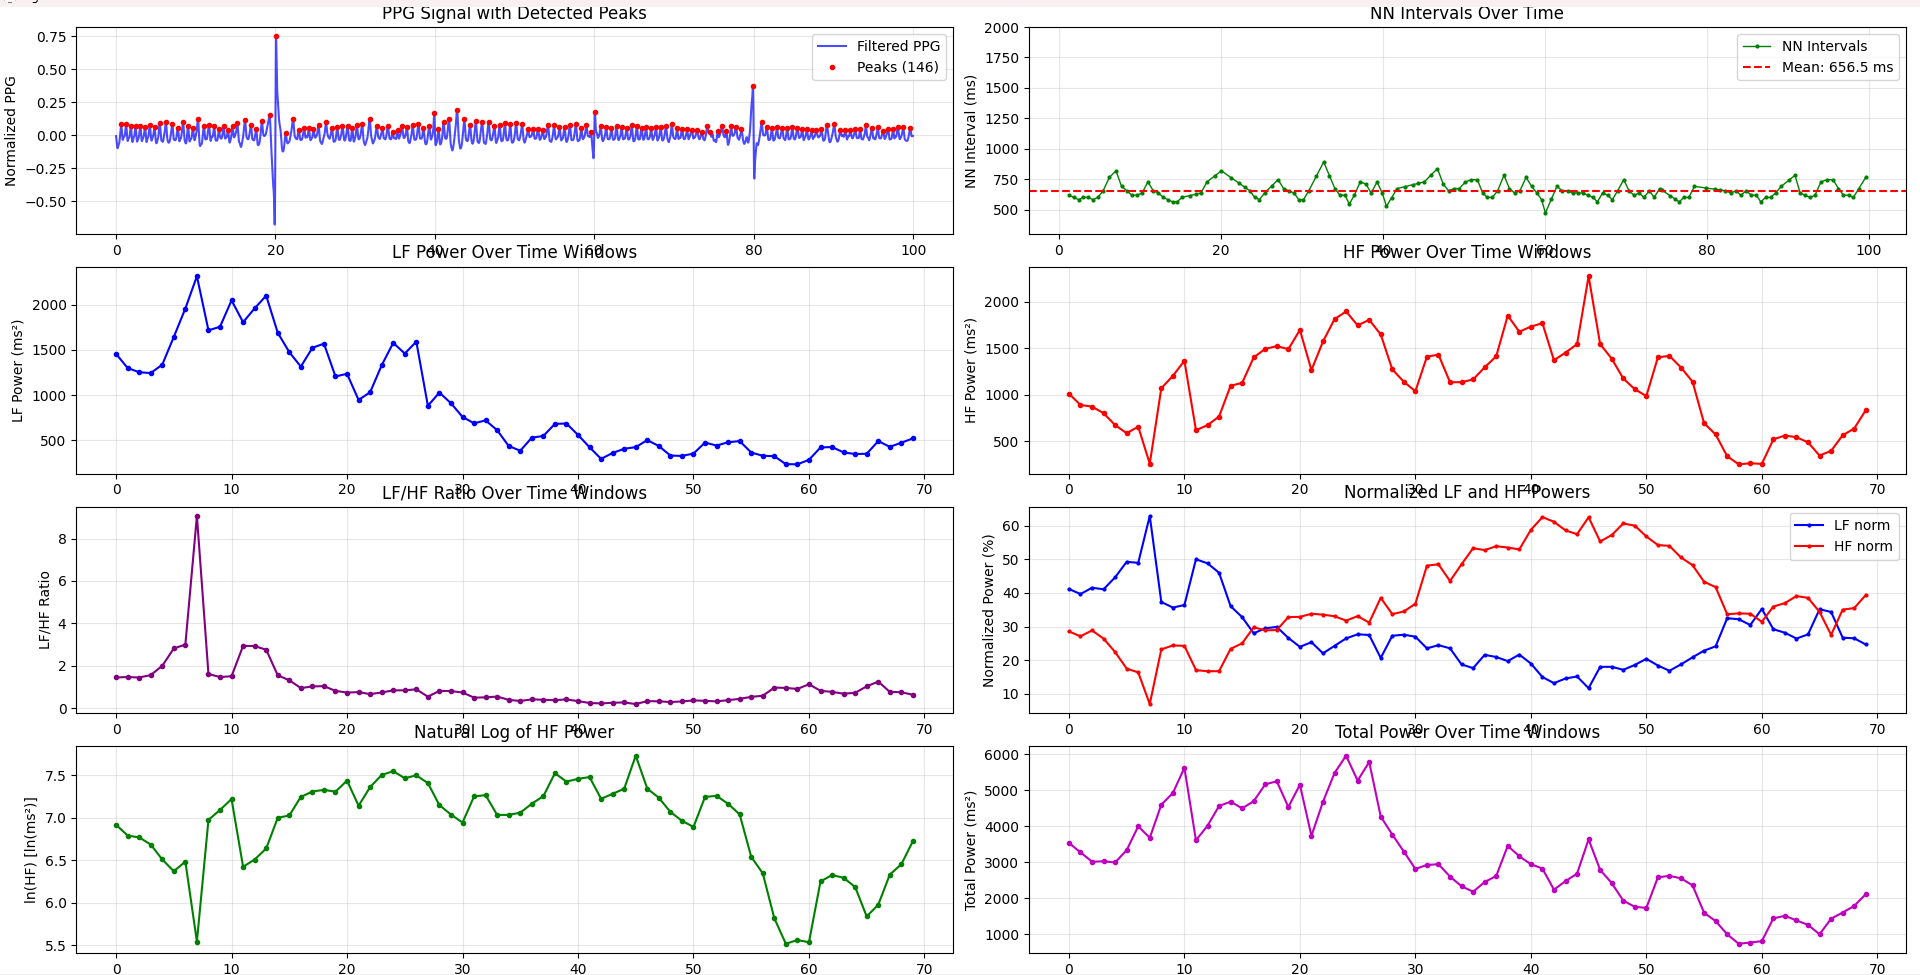 PPG Signal with Detected Peaks
Normalized PPG
0.75
0.50
0.25
0.00
−0.25
−0.50
Filtered PPG
Peaks (146)
0 20 40 60 80 100
NN Intervals Over Time
NN Interval (ms)
2000
1750
1500
1250
1000
750
500
NN Intervals
Mean: 656.5 ms
0 20 40 60 80 100
LF Power Over Time Windows
LF Power (ms²)
2000
1500
1000
500
0 10 20 30 40 50 60 70
HF Power Over Time Windows
HF Power (ms²)
2000
1500
1000
500
0 10 20 30 40 50 60 70
LF/HF Ratio Over Time Windows
LF/HF Ratio
8
6
4
2
0
0 10 20 30 40 50 60 70
Normalized LF and HF Powers
Normalized Power (%)
60
50
40
30
20
10
LF norm
HF norm
0 10 20 30 40 50 60 70
Natural Log of HF Power
ln(HF) [ln(ms²)]
7.5
7.0
6.5
6.0
5.5
0 10 20 30 40 50 60 70
Total Power Over Time Windows
Total Power (ms²)
6000
5000
4000
3000
2000
1000
0 10 20 30 40 50 60 70